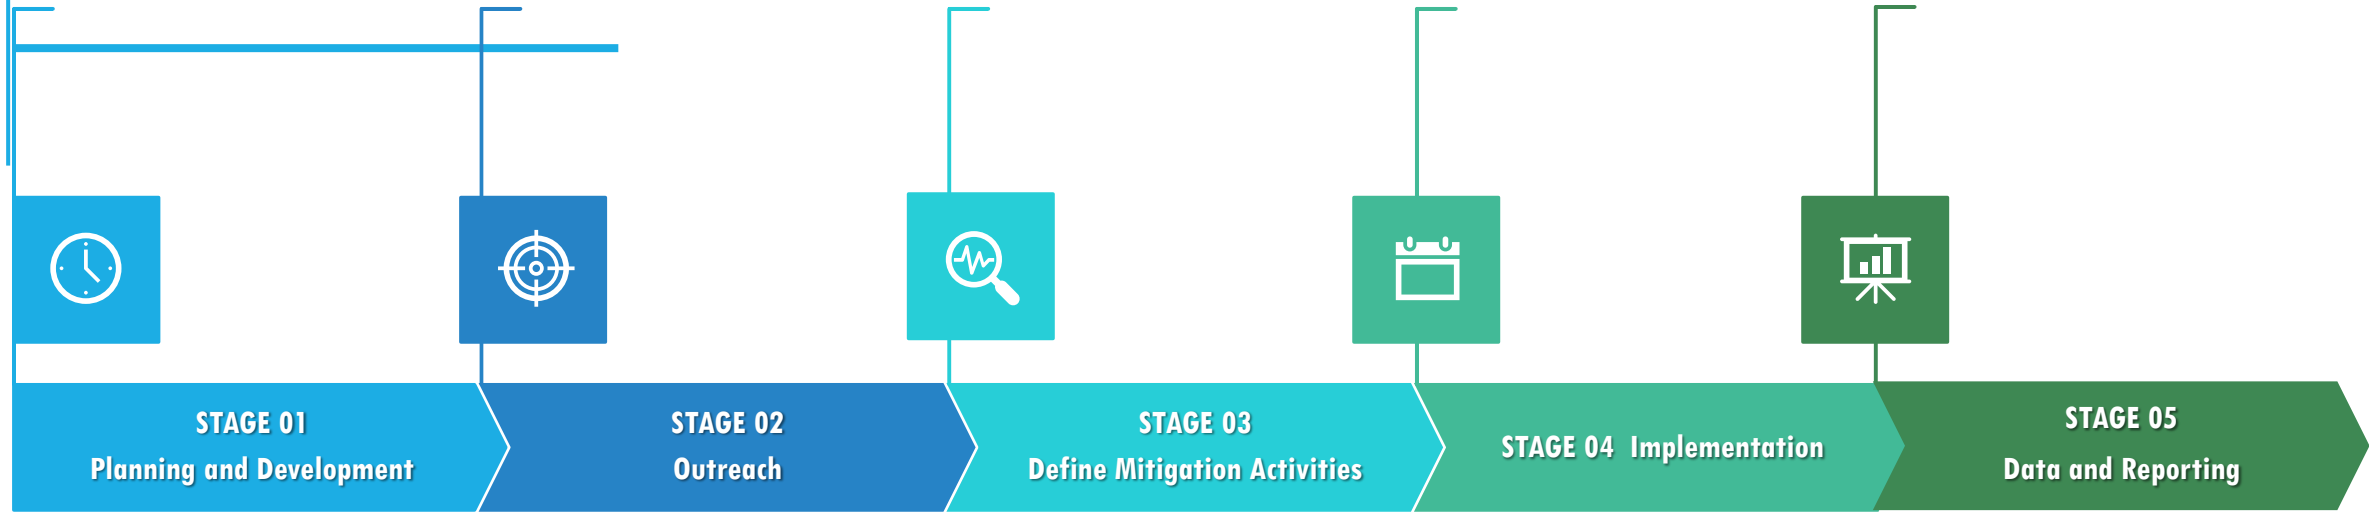 STAGE 01
Planning and Development
STAGE 02
Outreach
STAGE 03
Define Mitigation Activities
STAGE 04 Implementation
STAGE 05
Data and Reporting